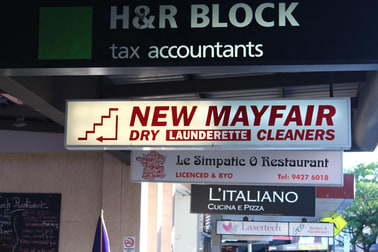 H&R BLOCK
tax accountants
NEW MAYFAIR
DRY LAUNDERETTE CLEANERS
Le Simpatic O Restaurant
LICENCED & BYO
Tel: 9427 6018
L'ITALIANO
CUCINA E PIZZA
Lasertech